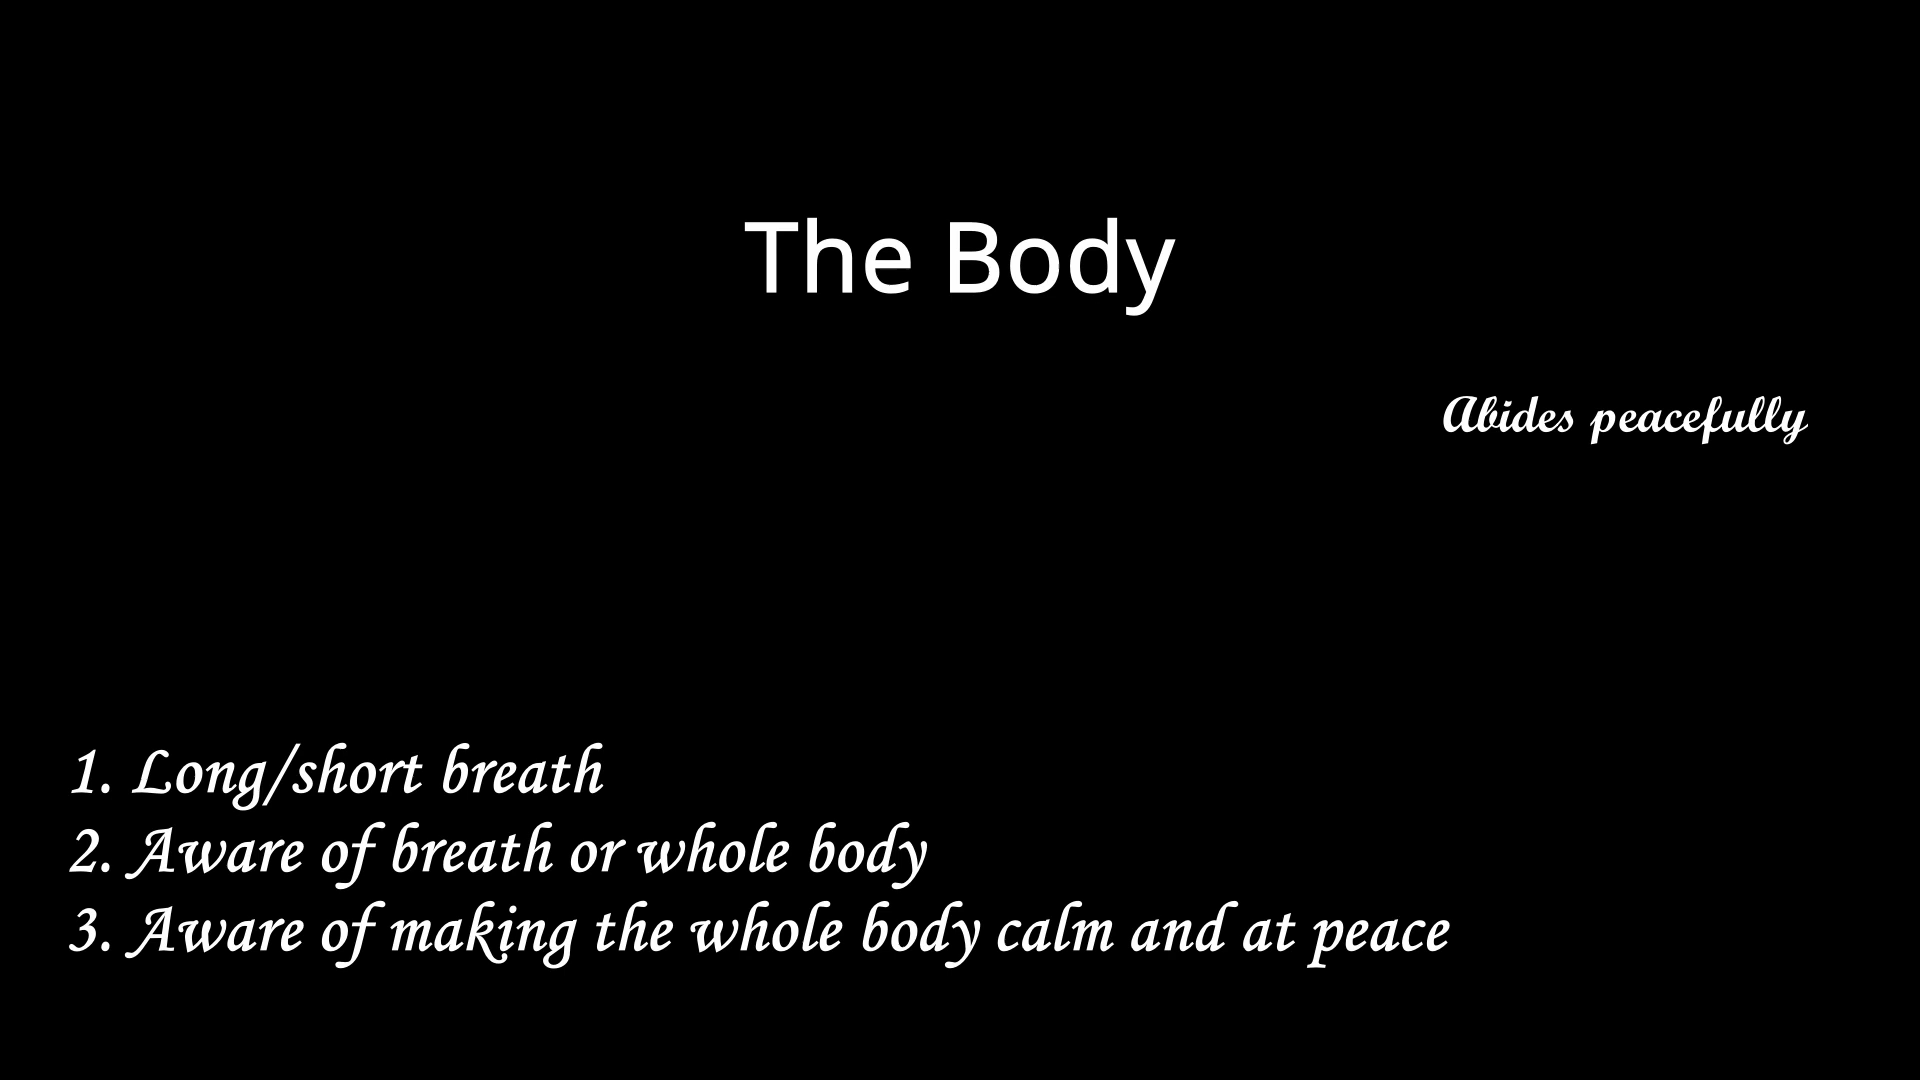 The Body
Abides peacefully
1. Long/short breath
2. Aware of breath or whole body
3. Aware of making the whole body calm and at peace